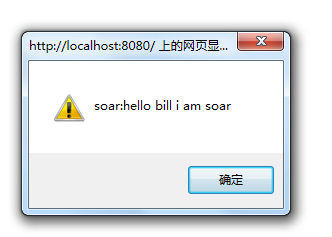 http://localhost:8080/ 上的网页显...
soar:hello bill i am soar
确定